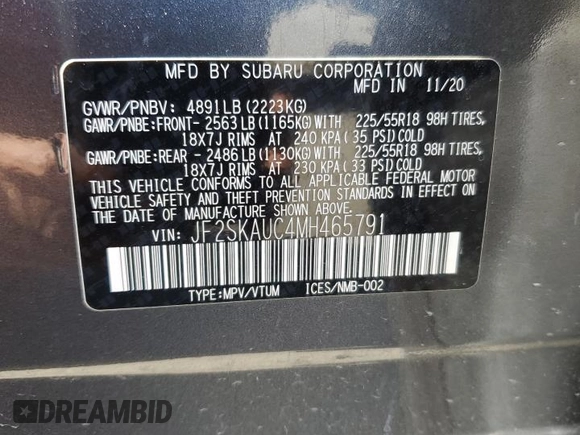 MFD BY SUBARU CORPORATION
MFD IN 11/20
GVWR/PNBV: 4891LB(2223KG)
GAWR/PNBE:FRONT- 2563LB(1165KG)WITH 225/55R18 98H TIRES,
18X7J RIMS AT 240 KPA( 35 PSI)COLD
GAWR/PNBE:REAR - 2486LB(1130KG)WITH 225/55R18 98H TIRES,
18X7J RIMS AT 230 KPA( 33 PSI)COLD
THIS VEHICLE CONFORMS TO ALL APPLICABLE FEDERAL MOTOR
VEHICLE SAFETY AND THEFT PREVENTION STANDARDS IN EFFECT ON
THE DATE OF MANUFACTURE SHOWN ABOVE.
VIN: JF2SKAUC4MH465791
TYPE:MPV/VTUM ICES/NMB-002
DREAMBID